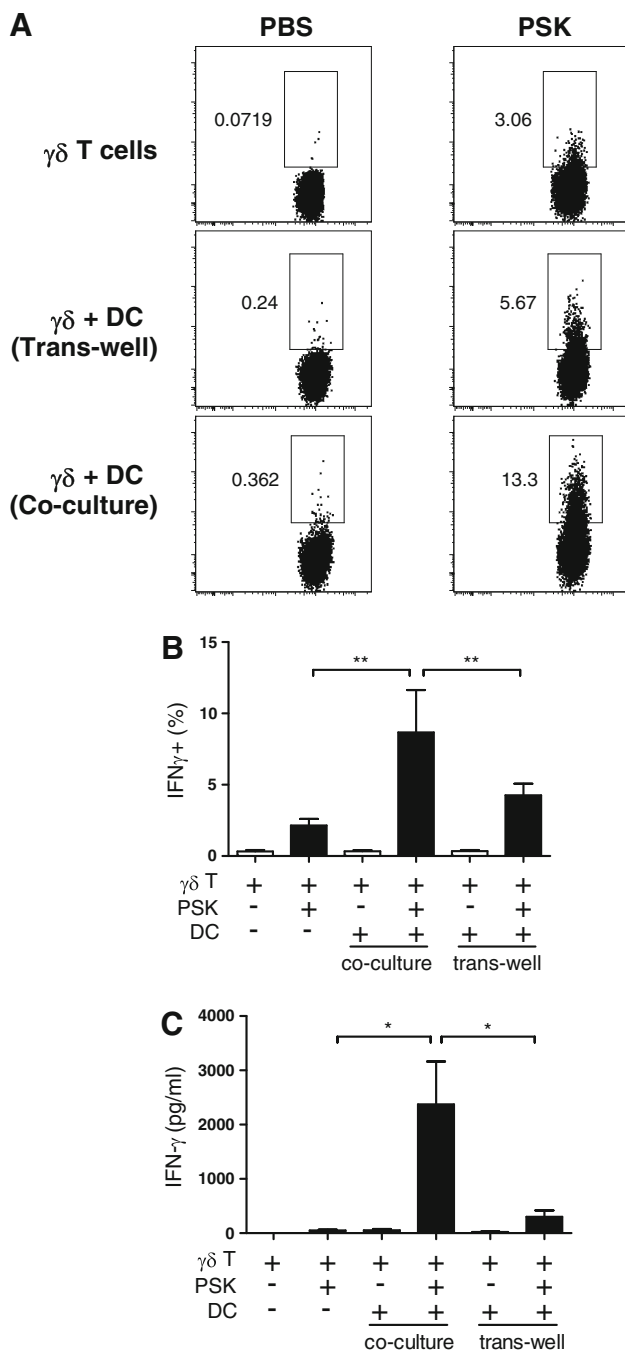 A
PBS PSK
γδ T cells
0.0719 3.06
γδ + DC
(Trans-well)
0.24 5.67
γδ + DC
(Co-culture)
0.362 13.3
B
IFNγ+ (%)
15
10
5
0
** **
γδ T + + + + + +
PSK - + - + - +
DC - - + + + +
co-culture trans-well
C
IFN-γ (pg/ml)
4000
3000
2000
1000
0
* *
γδ T + + + + + +
PSK - + - + - +
DC - - + + + +
co-culture trans-well